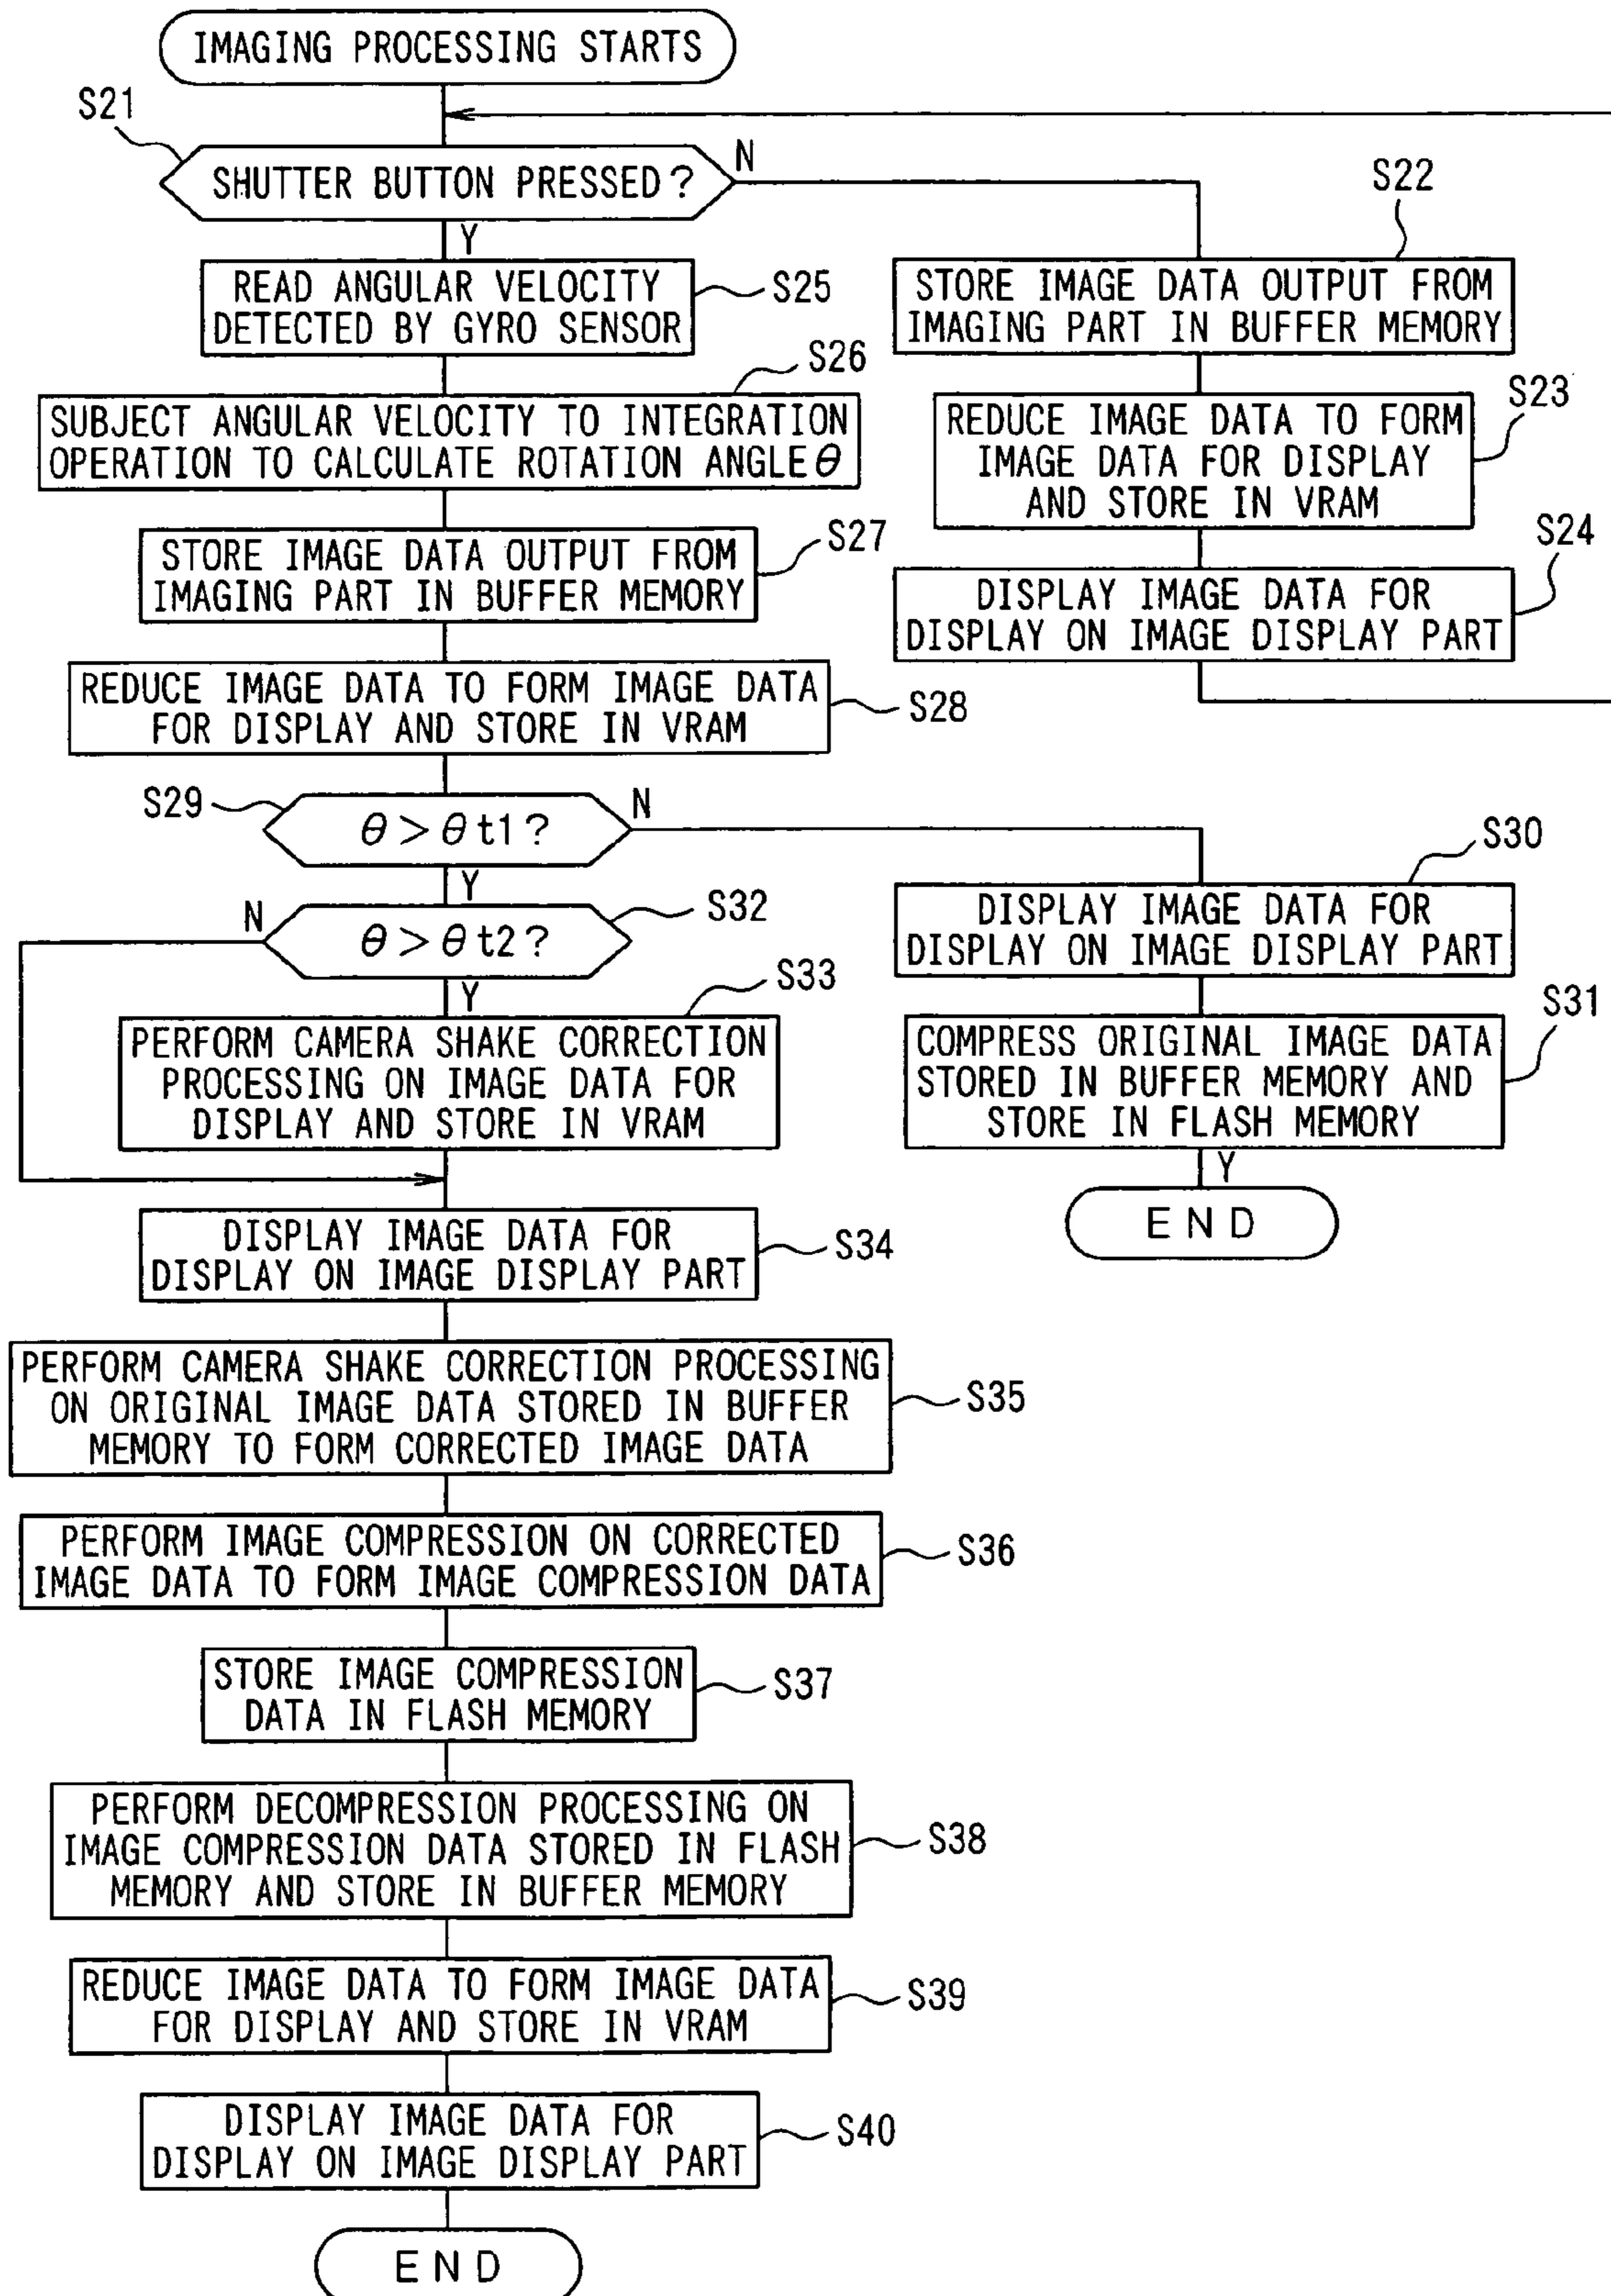 IMAGING PROCESSING STARTS
S21
SHUTTER BUTTON PRESSED?
N
Y
S22
STORE IMAGE DATA OUTPUT FROM
IMAGING PART IN BUFFER MEMORY
S23
REDUCE IMAGE DATA TO FORM
IMAGE DATA FOR DISPLAY
AND STORE IN VRAM
S24
DISPLAY IMAGE DATA FOR
DISPLAY ON IMAGE DISPLAY PART
READ ANGULAR VELOCITY
DETECTED BY GYRO SENSOR
S25
S26
SUBJECT ANGULAR VELOCITY TO INTEGRATION
OPERATION TO CALCULATE ROTATION ANGLE θ
STORE IMAGE DATA OUTPUT FROM
IMAGING PART IN BUFFER MEMORY
S27
REDUCE IMAGE DATA TO FORM IMAGE DATA
FOR DISPLAY AND STORE IN VRAM
S28
S29
θ > θ t1?
N
Y
S30
DISPLAY IMAGE DATA FOR
DISPLAY ON IMAGE DISPLAY PART
S31
COMPRESS ORIGINAL IMAGE DATA
STORED IN BUFFER MEMORY AND
STORE IN FLASH MEMORY
Y
END
N
θ > θ t2?
S32
Y
S33
PERFORM CAMERA SHAKE CORRECTION
PROCESSING ON IMAGE DATA FOR
DISPLAY AND STORE IN VRAM
DISPLAY IMAGE DATA FOR
DISPLAY ON IMAGE DISPLAY PART
S34
PERFORM CAMERA SHAKE CORRECTION PROCESSING
ON ORIGINAL IMAGE DATA STORED IN BUFFER
MEMORY TO FORM CORRECTED IMAGE DATA
S35
PERFORM IMAGE COMPRESSION ON CORRECTED
IMAGE DATA TO FORM IMAGE COMPRESSION DATA
S36
STORE IMAGE COMPRESSION
DATA IN FLASH MEMORY
S37
PERFORM DECOMPRESSION PROCESSING ON
IMAGE COMPRESSION DATA STORED IN FLASH
MEMORY AND STORE IN BUFFER MEMORY
S38
REDUCE IMAGE DATA TO FORM IMAGE DATA
FOR DISPLAY AND STORE IN VRAM
S39
DISPLAY IMAGE DATA FOR
DISPLAY ON IMAGE DISPLAY PART
S40
END